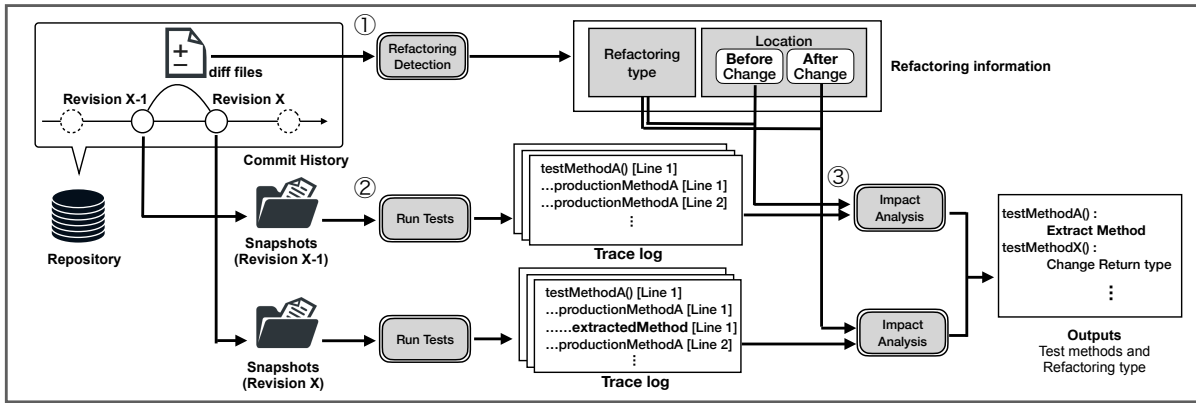 ①
Refactoring
Detection
diff files
Revision X-1
Revision X
Commit History
Repository
Refactoring
type
Location
Before
Change
After
Change
Refactoring information
②
Snapshots
(Revision X-1)
Run Tests
testMethodA() [Line 1]
...productionMethodA [Line 1]
...productionMethodA [Line 2]
⋮
Trace log
③
Impact
Analysis
Snapshots
(Revision X)
Run Tests
testMethodA() [Line 1]
...productionMethodA [Line 1]
......extractedMethod [Line 1]
...productionMethodA [Line 2]
⋮
Trace log
Impact
Analysis
testMethodA() :
Extract Method
testMethodX() :
Change Return type
⋮
Outputs
Test methods and
Refactoring type